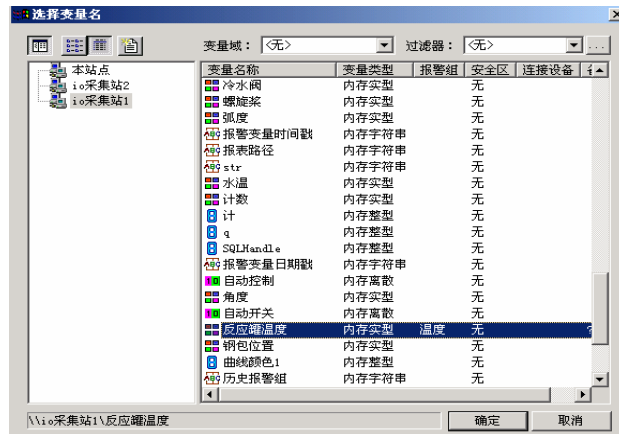 选择变量名
变量域： <无> 过滤器： <无> ...
本站点
io采集站2
io采集站1
变量名称 变量类型 报警组 安全区 连接设备
冷水阀 内存实型 无
螺旋桨 内存实型 无
弧度 内存实型 无
报警变量时间戳 内存字符串 无
报表路径 内存字符串 无
str 内存字符串 无
水温 内存实型 无
计数 内存实型 无
计 内存整型 无
q 内存整型 无
SQLHandle 内存整型 无
报警变量日期戳 内存字符串 无
自动控制 内存离散 无
角度 内存实型 无
自动开关 内存离散 无
反应罐温度 内存实型 温度 无
钢包位置 内存实型 无
曲线颜色1 内存整型 无
历史报警组 内存字符串 无
\\io采集站1\反应罐温度 确定 取消